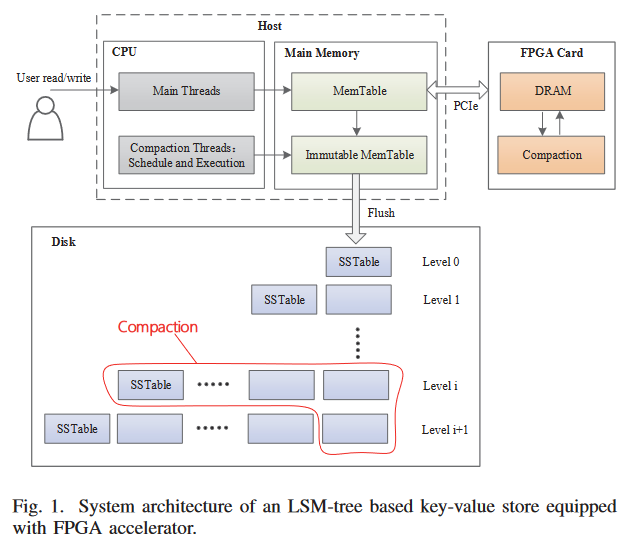 Host
CPU
Main Memory
FPGA Card
User read/write
Main Threads
MemTable
DRAM
PCIe
Compaction Threads：
Schedule and Execution
Immutable MemTable
Compaction
Flush
Disk
SSTable
Level 0
SSTable
Level 1
Compaction
SSTable
Level i
SSTable
Level i+1
Fig. 1. System architecture of an LSM-tree based key-value store equipped
with FPGA accelerator.